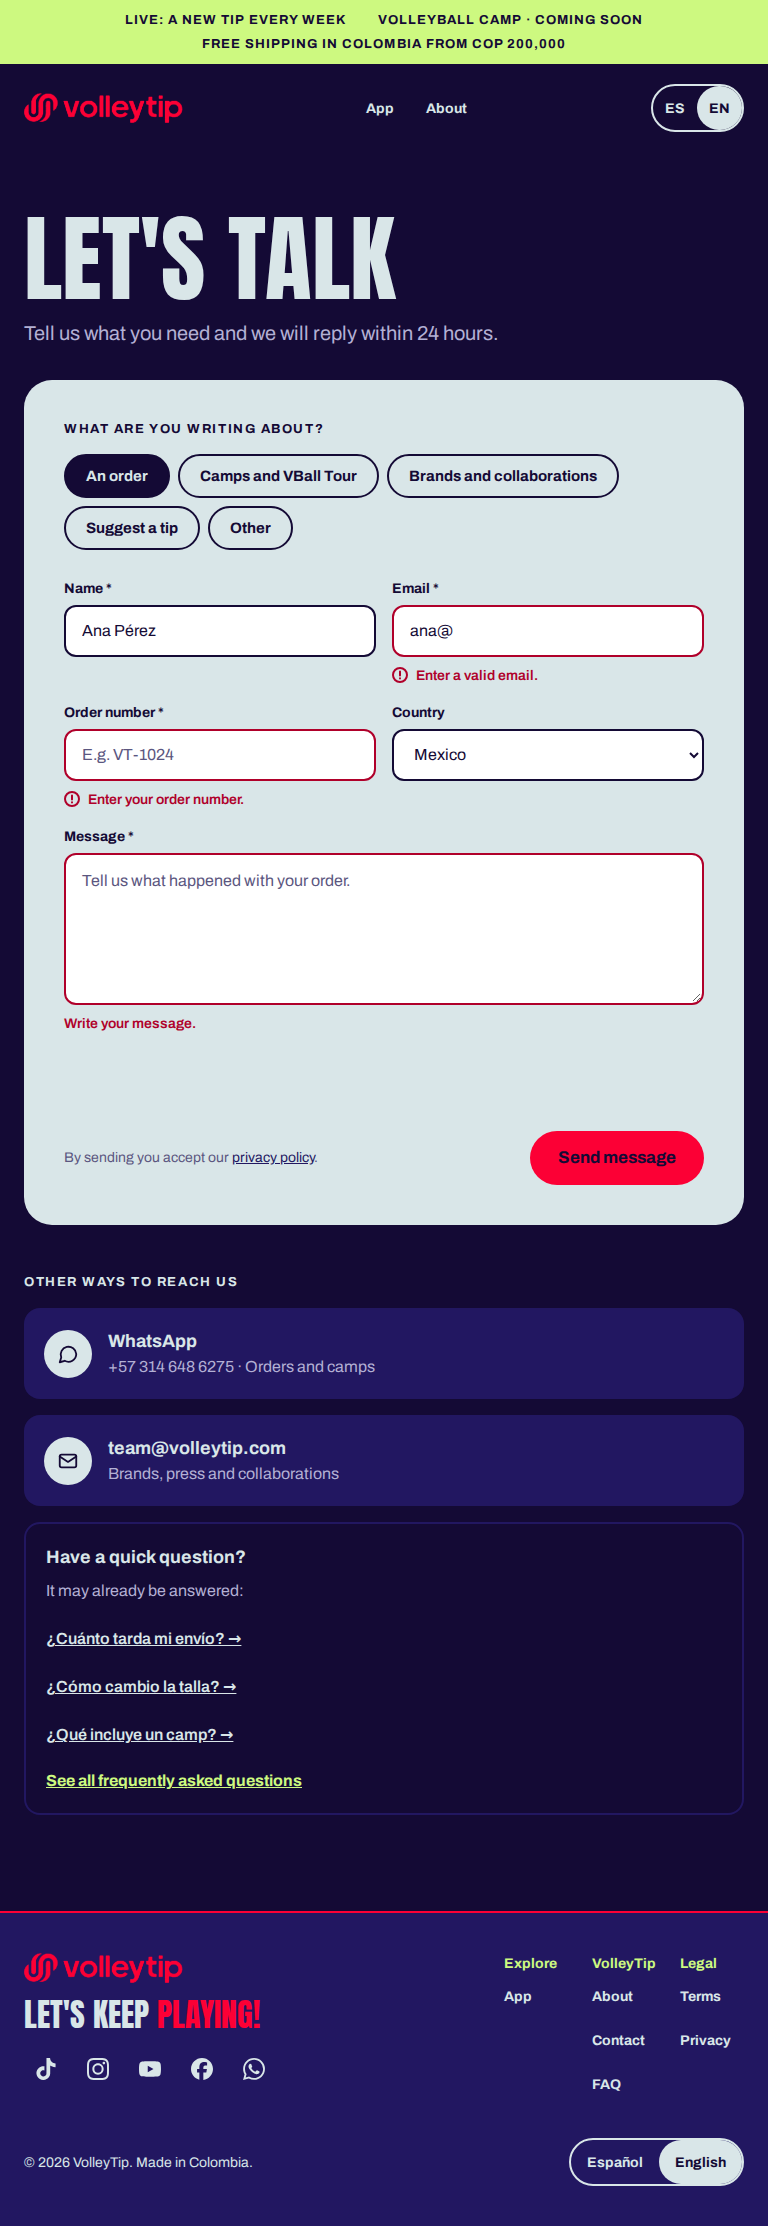 LIVE: A NEW TIP EVERY WEEK VOLLEYBALL CAMP · COMING SOON
FREE SHIPPING IN COLOMBIA FROM COP 200,000
volleytip App About ES EN
LET'S TALK
Tell us what you need and we will reply within 24 hours.
WHAT ARE YOU WRITING ABOUT?
An order Camps and VBall Tour Brands and collaborations
Suggest a tip Other
Name * Email *
Ana Pérez ana@
Enter a valid email.
Order number * Country
E.g. VT-1024 Mexico
Enter your order number.
Message *
Tell us what happened with your order.
Write your message.
By sending you accept our privacy policy. Send message
OTHER WAYS TO REACH US
WhatsApp
+57 314 648 6275 · Orders and camps
team@volleytip.com
Brands, press and collaborations
Have a quick question?
It may already be answered:
¿Cuánto tarda mi envío? →
¿Cómo cambio la talla? →
¿Qué incluye un camp? →
See all frequently asked questions
volleytip Explore VolleyTip Legal
LET'S KEEP PLAYING! App About Terms
Contact Privacy
FAQ
© 2026 VolleyTip. Made in Colombia. Español English